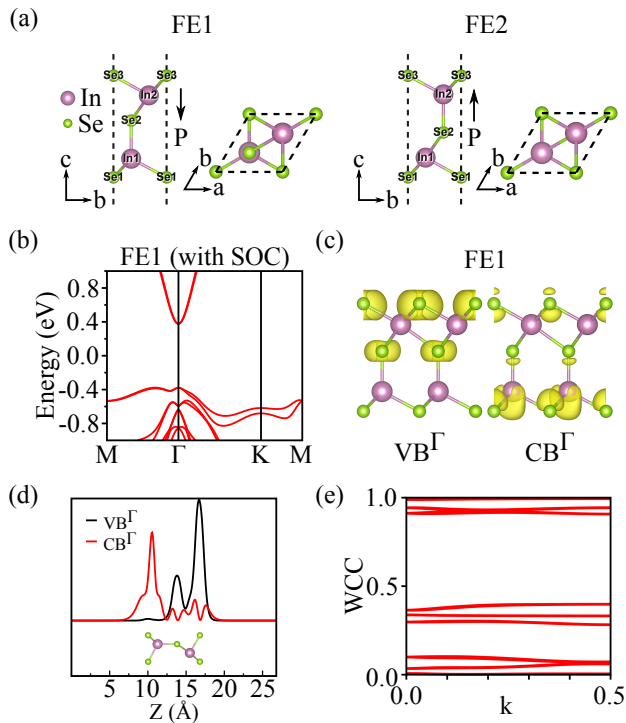 (a)
FE1
FE2
Se3
Se3
In2
In
Se
Se2
P
In1
Se1
Se1
c
b
b
a
Se3
Se3
In2
Se2
P
In1
Se1
Se1
c
b
b
a
(b)
FE1 (with SOC)
Energy (eV)
0.8
0.4
0.0
-0.4
-0.8
M
Γ
K
M
(c)
FE1
VBΓ
CBΓ
(d)
VBΓ
CBΓ
0
5
10
15
20
25
Z (Å)
(e)
WCC
1.0
0.5
0.0
0.0
0.5
k